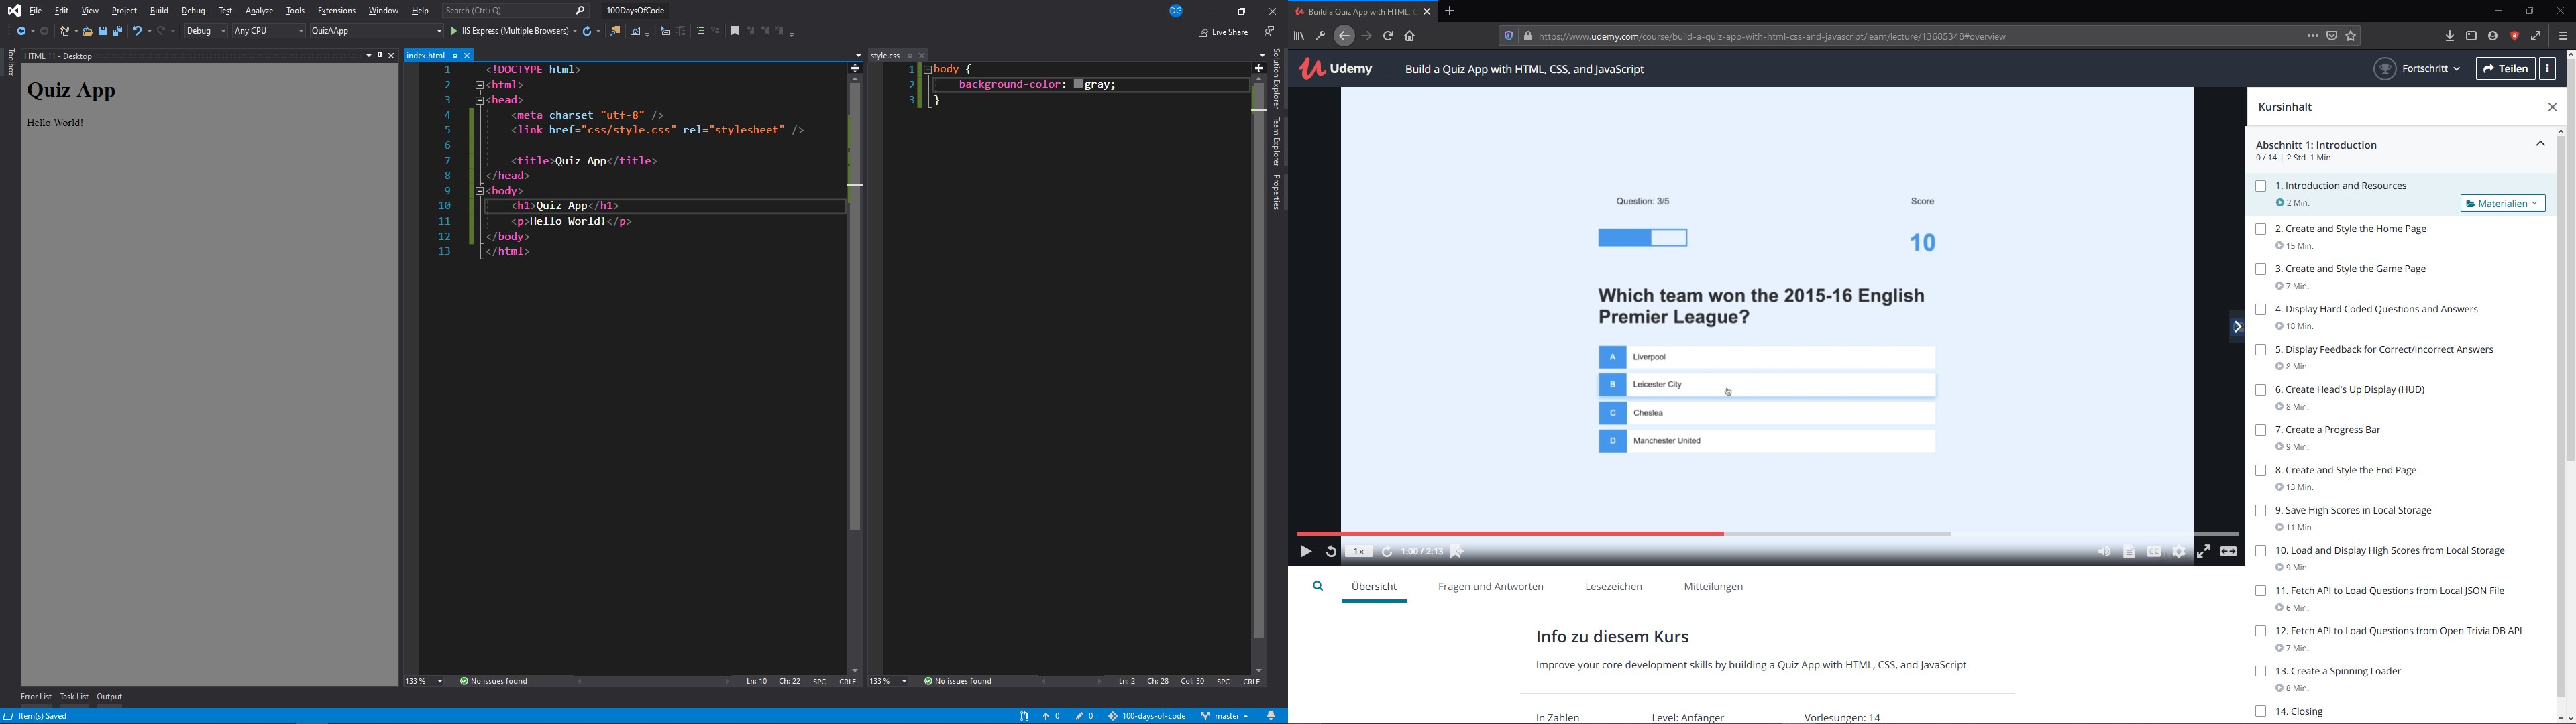 File Edit View Project Build Debug Test Analyze Tools Extensions Window Help Search (Ctrl+Q) 100DaysOfCode DG
Debug Any CPU QuizAApp IIS Express (Multiple Browsers) Live Share
Toolbox
HTML 11 - Desktop
Quiz App
Hello World!
index.html
1 <!DOCTYPE html>
2 <html>
3 <head>
4 <meta charset="utf-8" />
5 <link href="css/style.css" rel="stylesheet" />
6
7 <title>Quiz App</title>
8 </head>
9 <body>
10 <h1>Quiz App</h1>
11 <p>Hello World!</p>
12 </body>
13 </html>
133 % No issues found Ln: 10 Ch: 22 SPC CRLF
style.css
1 body {
2 background-color: gray;
3 }
133 % No issues found Ln: 2 Ch: 28 Col: 30 SPC CRLF
Solution Explorer
Team Explorer
Properties
Error List Task List Output
Item(s) Saved 0 0 100-days-of-code master
Build a Quiz App with HTML, C
https://www.udemy.com/course/build-a-quiz-app-with-html-css-and-javascript/learn/lecture/13685348#overview
Udemy Build a Quiz App with HTML, CSS, and JavaScript Fortschritt Teilen
Question: 3/5 Score
10
Which team won the 2015-16 English
Premier League?
A Liverpool
B Leicester City
C Cheslea
D Manchester United
1x 1:00 / 2:13 CC
Übersicht Fragen und Antworten Lesezeichen Mitteilungen
Info zu diesem Kurs
Improve your core development skills by building a Quiz App with HTML, CSS, and JavaScript
In Zahlen Level: Anfänger Vorlesungen: 14
Kursinhalt
Abschnitt 1: Introduction
0 / 14 | 2 Std. 1 Min.
1. Introduction and Resources
2 Min. Materialien
2. Create and Style the Home Page
15 Min.
3. Create and Style the Game Page
7 Min.
4. Display Hard Coded Questions and Answers
18 Min.
5. Display Feedback for Correct/Incorrect Answers
8 Min.
6. Create Head's Up Display (HUD)
8 Min.
7. Create a Progress Bar
9 Min.
8. Create and Style the End Page
13 Min.
9. Save High Scores in Local Storage
11 Min.
10. Load and Display High Scores from Local Storage
9 Min.
11. Fetch API to Load Questions from Local JSON File
6 Min.
12. Fetch API to Load Questions from Open Trivia DB API
7 Min.
13. Create a Spinning Loader
8 Min.
14. Closing